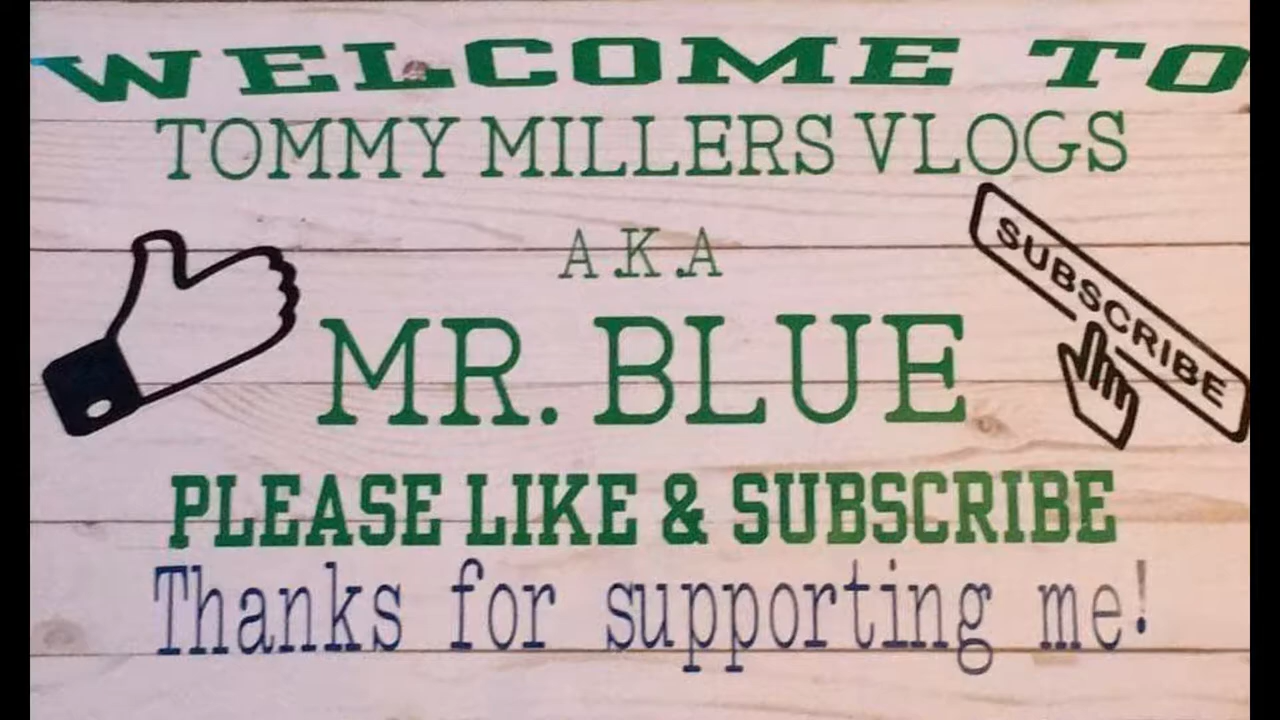 WELCOME TO
TOMMY MILLERS VLOGS
A.K.A
SUBSCRIBE
MR. BLUE
PLEASE LIKE & SUBSCRIBE
Thanks for supporting me!